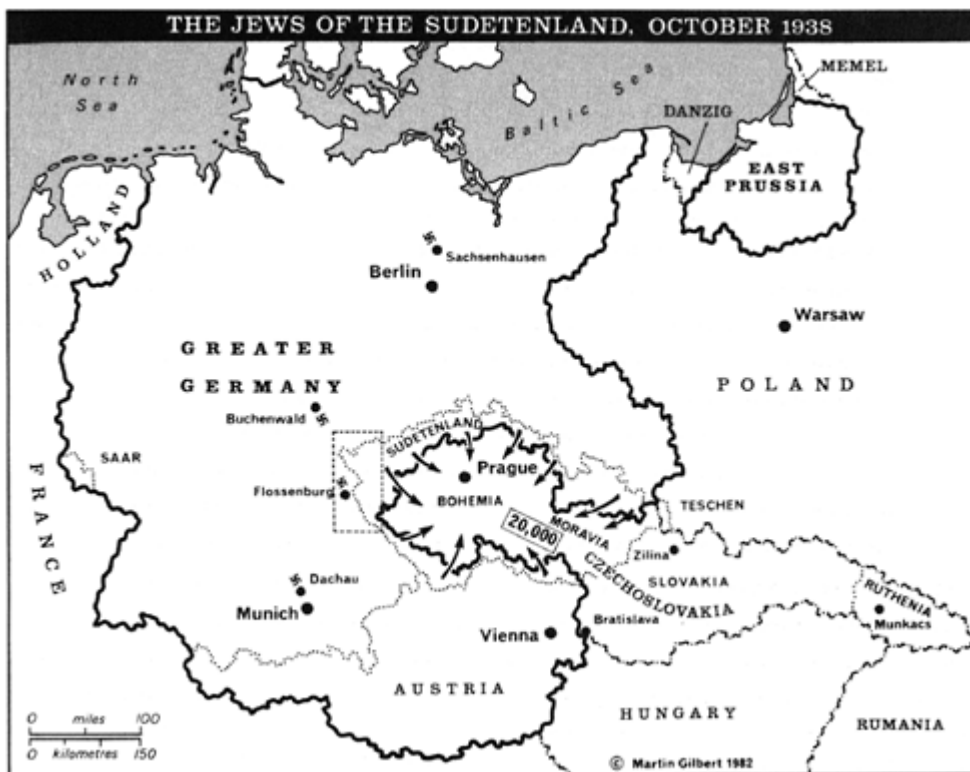 THE JEWS OF THE SUDETENLAND, OCTOBER 1938
North
Sea
Baltic Sea
MEMEL
DANZIG
EAST
PRUSSIA
HOLLAND
Sachsenhausen
Berlin
Warsaw
GREATER
GERMANY
POLAND
Buchenwald
SUDETENLAND
SAAR
Prague
FRANCE
Flossenburg
BOHEMIA
TESCHEN
MORAVIA
20,000
Zilina
CZECHOSLOVAKIA
SLOVAKIA
RUTHENIA
Munkacs
Dachau
Munich
Vienna
Bratislava
AUSTRIA
HUNGARY
RUMANIA
0 miles 100
0 kilometres 150
© Martin Gilbert 1982